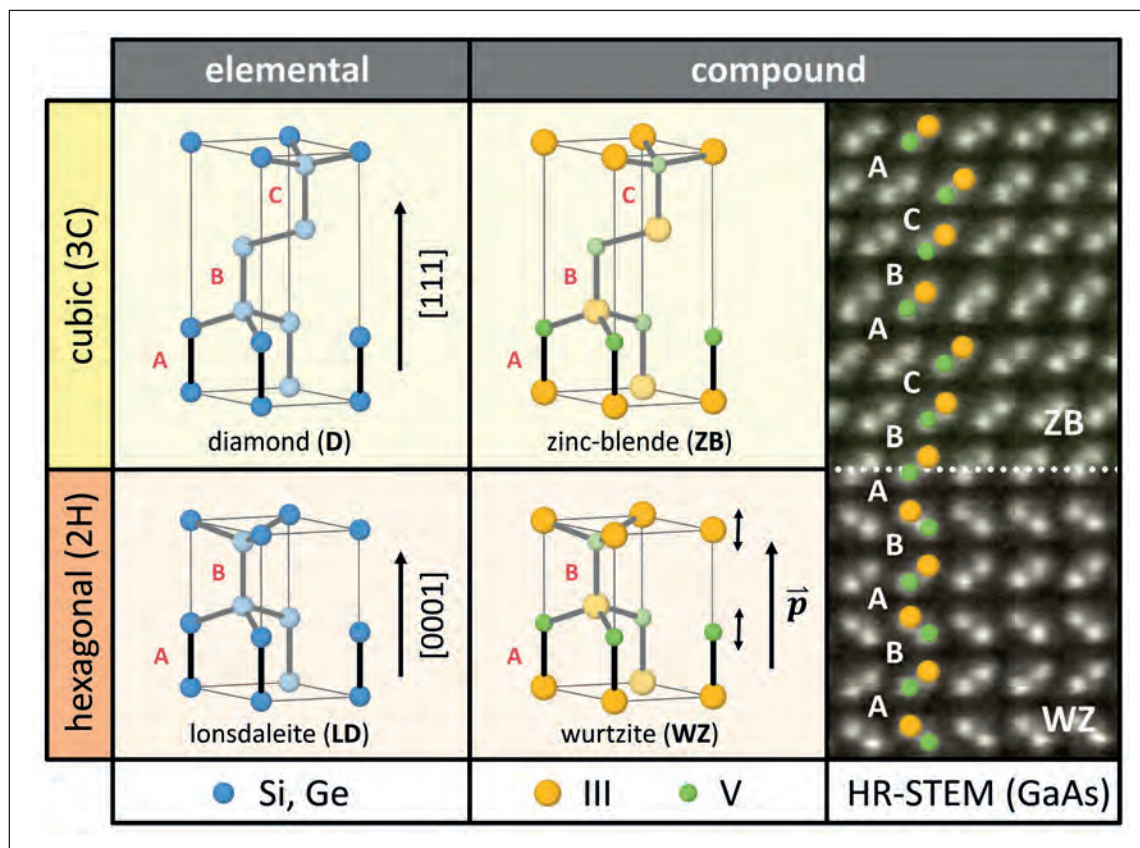 elemental
compound
cubic (3C)
C
B
A
[111]
diamond (D)
C
B
A
zinc-blende (ZB)
A
C
B
A
C
B
ZB
hexagonal (2H)
B
A
[0001]
lonsdaleite (LD)
B
A
p
wurtzite (WZ)
A
B
A
B
A
WZ
Si, Ge
III
V
HR-STEM (GaAs)